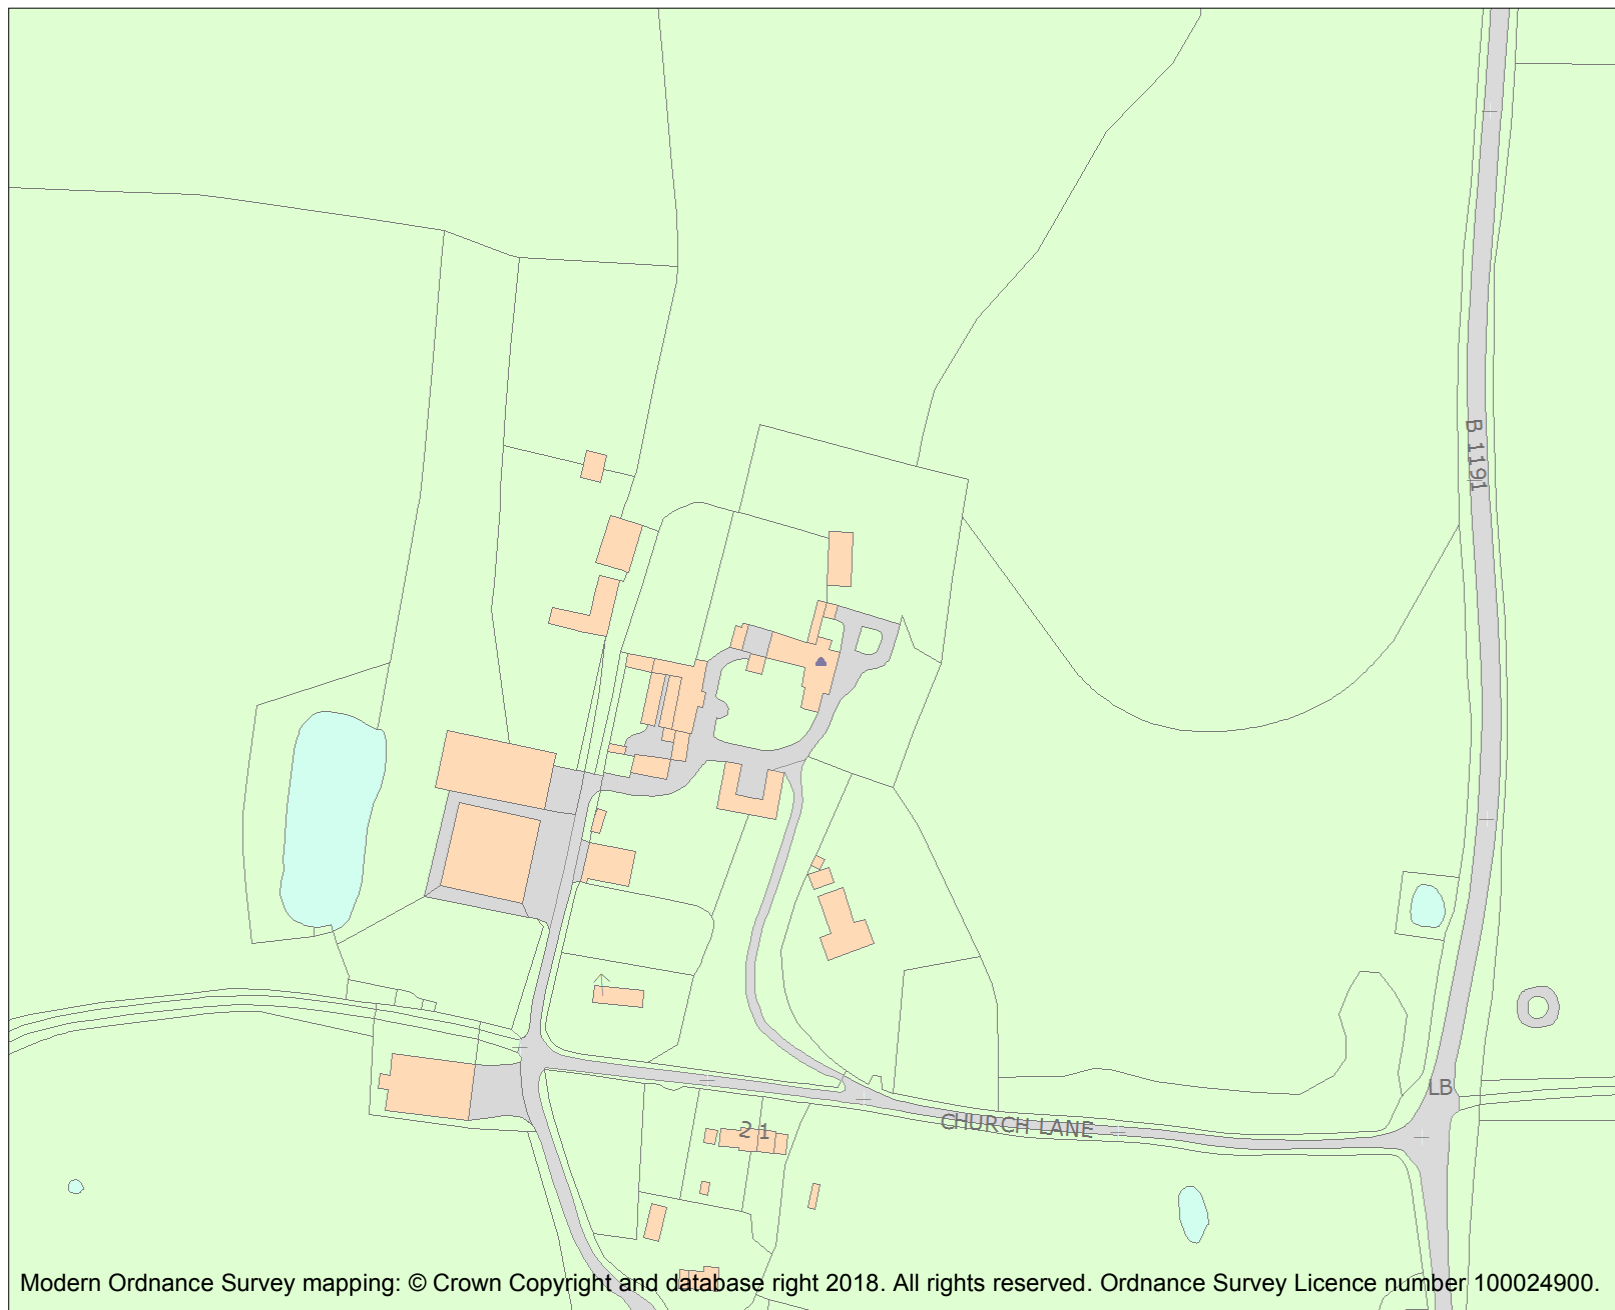 B 1191
LB
CHURCH LANE
2 1
Modern Ordnance Survey mapping: © Crown Copyright and database right 2018. All rights reserved. Ordnance Survey Licence number 100024900.